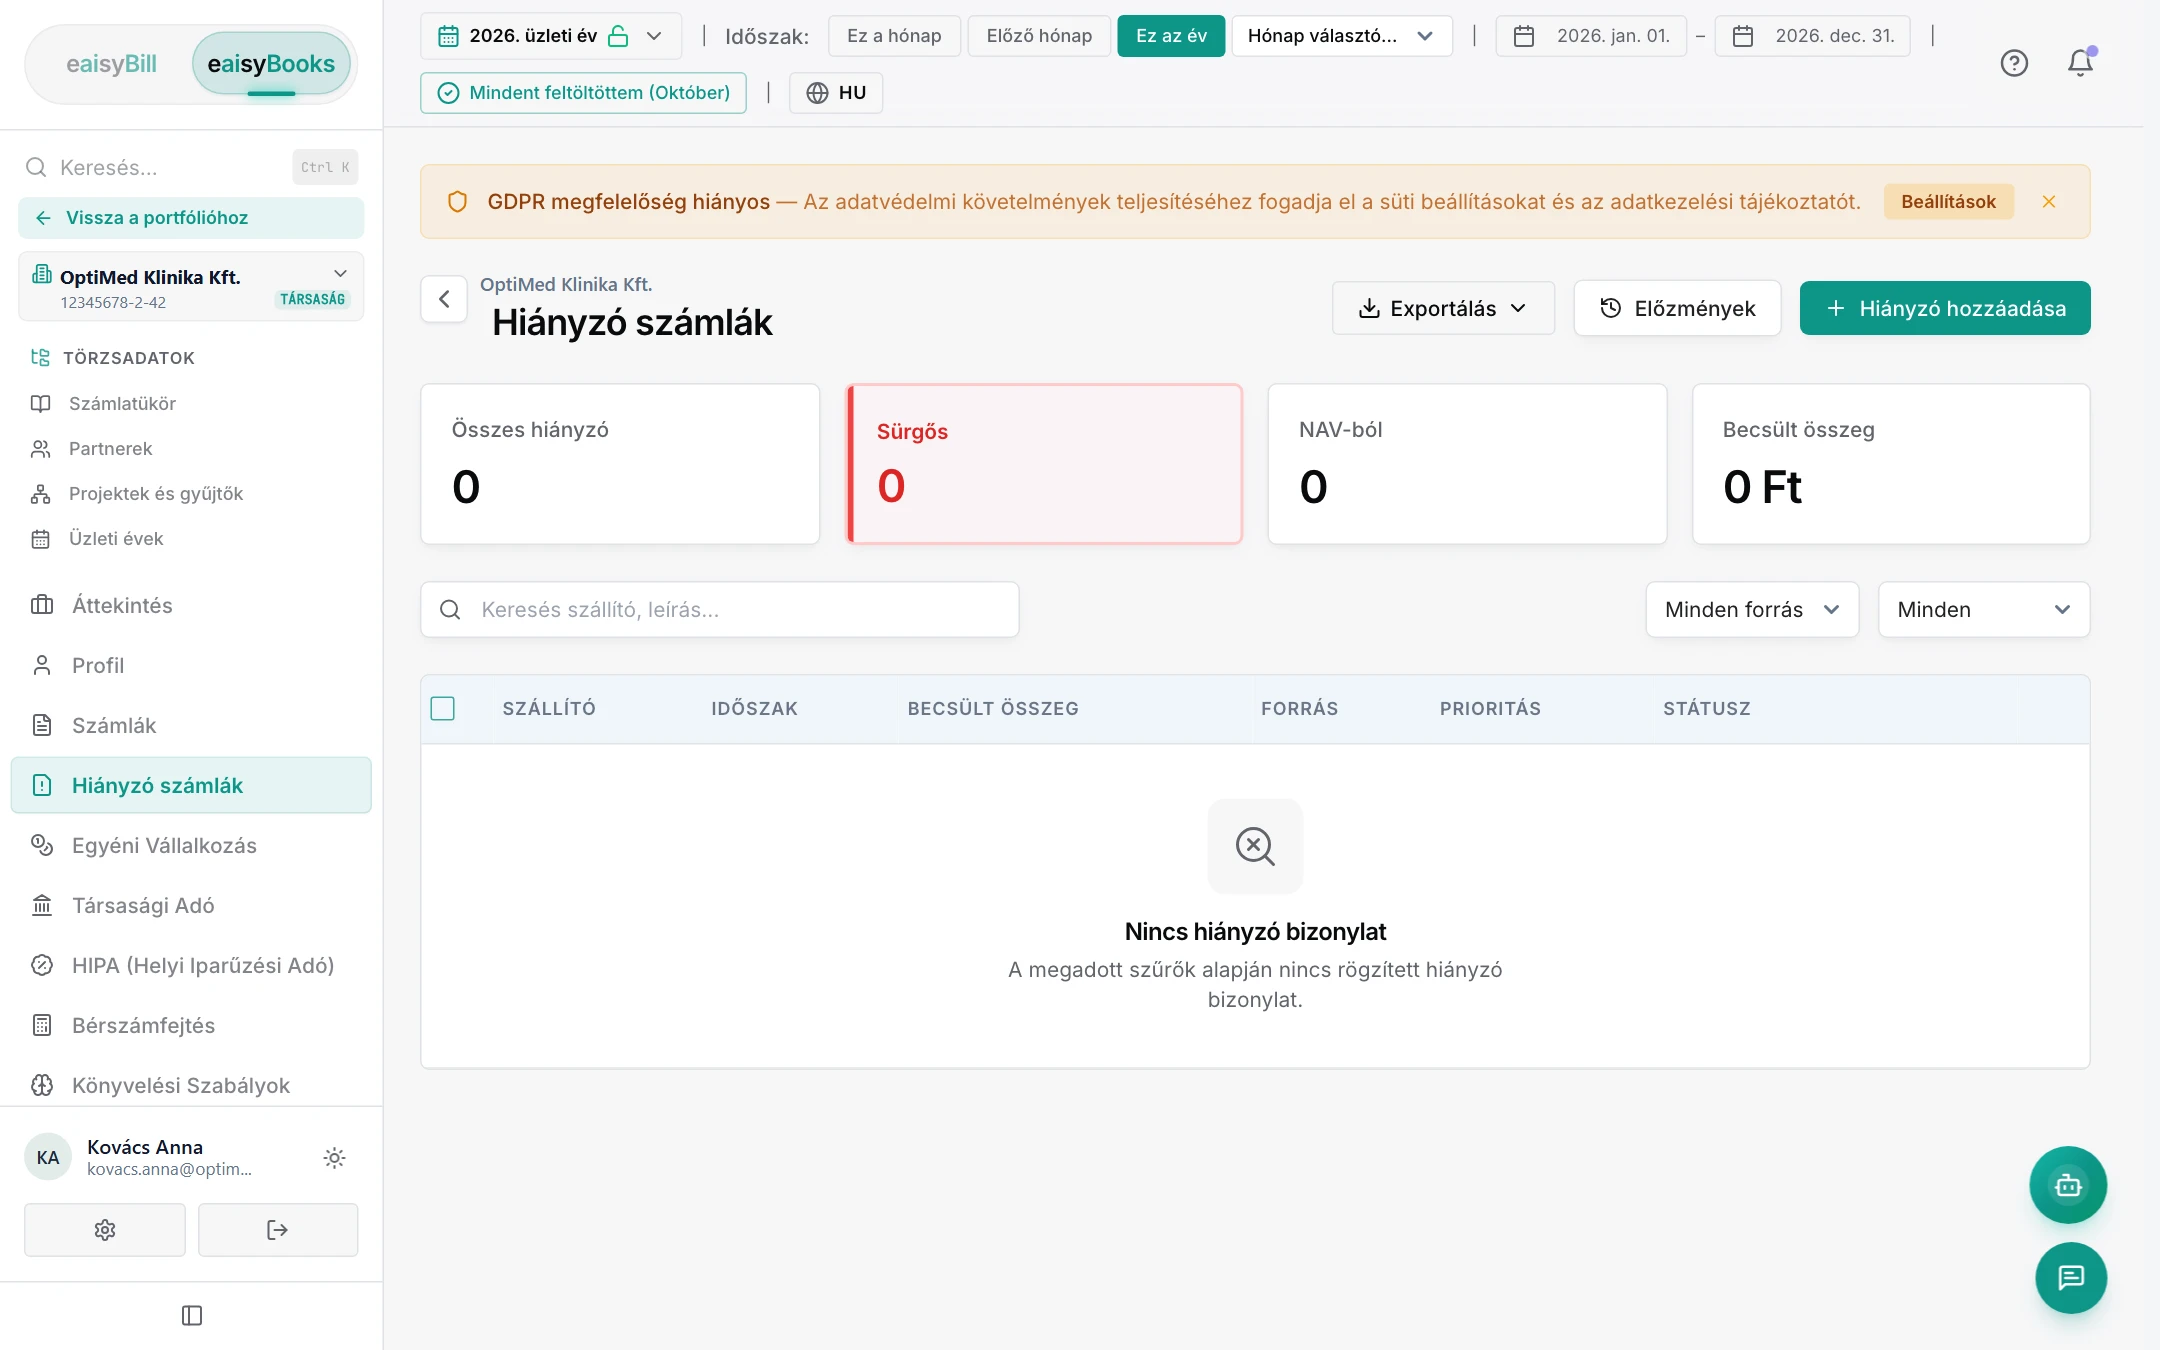 eaisyBill
eaisyBooks
Keresés...
Ctrl K
Vissza a portfólióhoz
OptiMed Klinika Kft.
12345678-2-42
TÁRSASÁG
TÖRZSADATOK
Számlatükör
Partnerek
Projektek és gyűjtők
Üzleti évek
Áttekintés
Profil
Számlák
Hiányzó számlák
Egyéni Vállalkozás
Társasági Adó
HIPA (Helyi Iparűzési Adó)
Bérszámfejtés
Könyvelési Szabályok
KA
Kovács Anna
kovacs.anna@optim...
2026. üzleti év
Időszak:
Ez a hónap
Előző hónap
Ez az év
Hónap választó...
2026. jan. 01.
–
2026. dec. 31.
Mindent feltöltöttem (Október)
HU
GDPR megfelelőség hiányos — Az adatvédelmi követelmények teljesítéséhez fogadja el a süti beállításokat és az adatkezelési tájékoztatót.
Beállítások
OptiMed Klinika Kft.
Hiányzó számlák
Exportálás
Előzmények
Hiányzó hozzáadása
Összes hiányzó
0
Sürgős
0
NAV-ból
0
Becsült összeg
0 Ft
Keresés szállító, leírás...
Minden forrás
Minden
SZÁLLÍTÓ
IDŐSZAK
BECSÜLT ÖSSZEG
FORRÁS
PRIORITÁS
STÁTUSZ
Nincs hiányzó bizonylat
A megadott szűrők alapján nincs rögzített hiányzó
bizonylat.